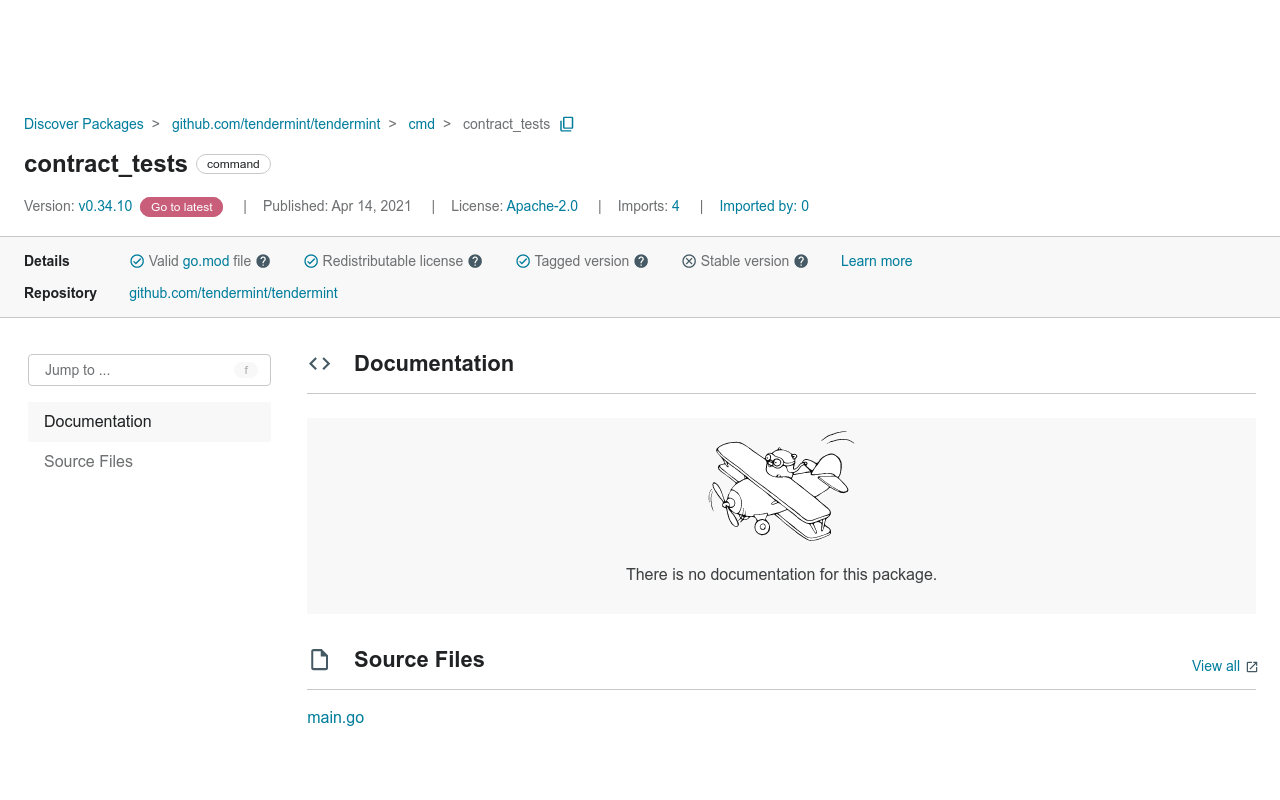 Discover Packages > github.com/tendermint/tendermint > cmd > contract_tests
contract_tests command
Version: v0.34.10 Go to latest | Published: Apr 14, 2021 | License: Apache-2.0 | Imports: 4 | Imported by: 0
Details Valid go.mod file ? Redistributable license ? Tagged version ? Stable version ? Learn more
Repository github.com/tendermint/tendermint
Jump to ... f
Documentation
Source Files
Documentation
There is no documentation for this package.
Source Files
View all
main.go